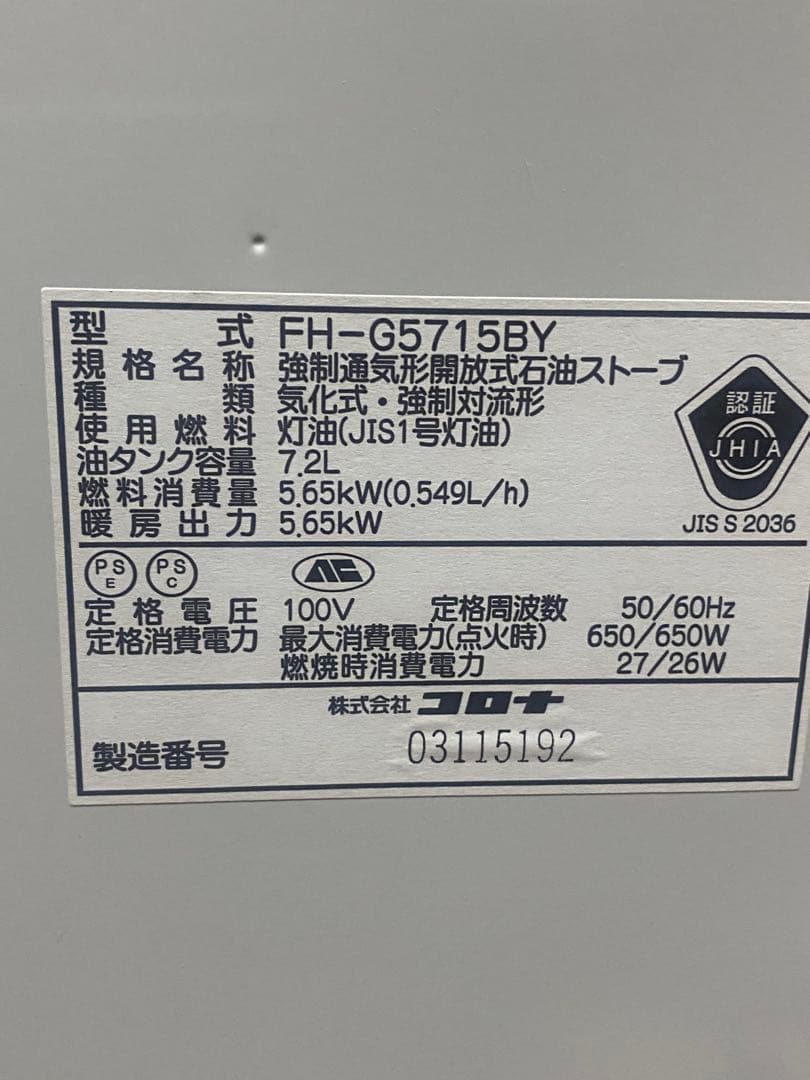 型式 FH-G5715BY
規格名称 強制通気形開放式石油ストーブ
種類 気化式・強制対流形
使用燃料 灯油(JIS1号灯油)
油タンク容量 7.2L
燃料消費量 5.65kW(0.549L/h)
暖房出力 5.65kW
認証
JHIA
JIS S 2036
PS E PS C
定格電圧 100V 定格周波数 50/60Hz
定格消費電力 最大消費電力(点火時) 650/650W
燃焼時消費電力 27/26W
株式会社 コロナ
製造番号 03115192